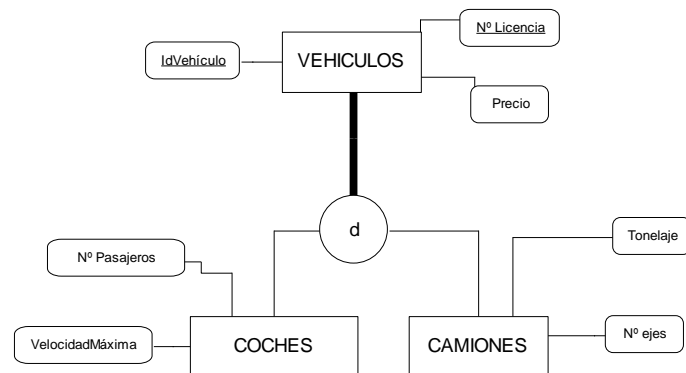 Nº Licencia
IdVehículo
VEHICULOS
Precio
d
Tonelaje
Nº Pasajeros
Nº ejes
VelocidadMáxima
COCHES
CAMIONES